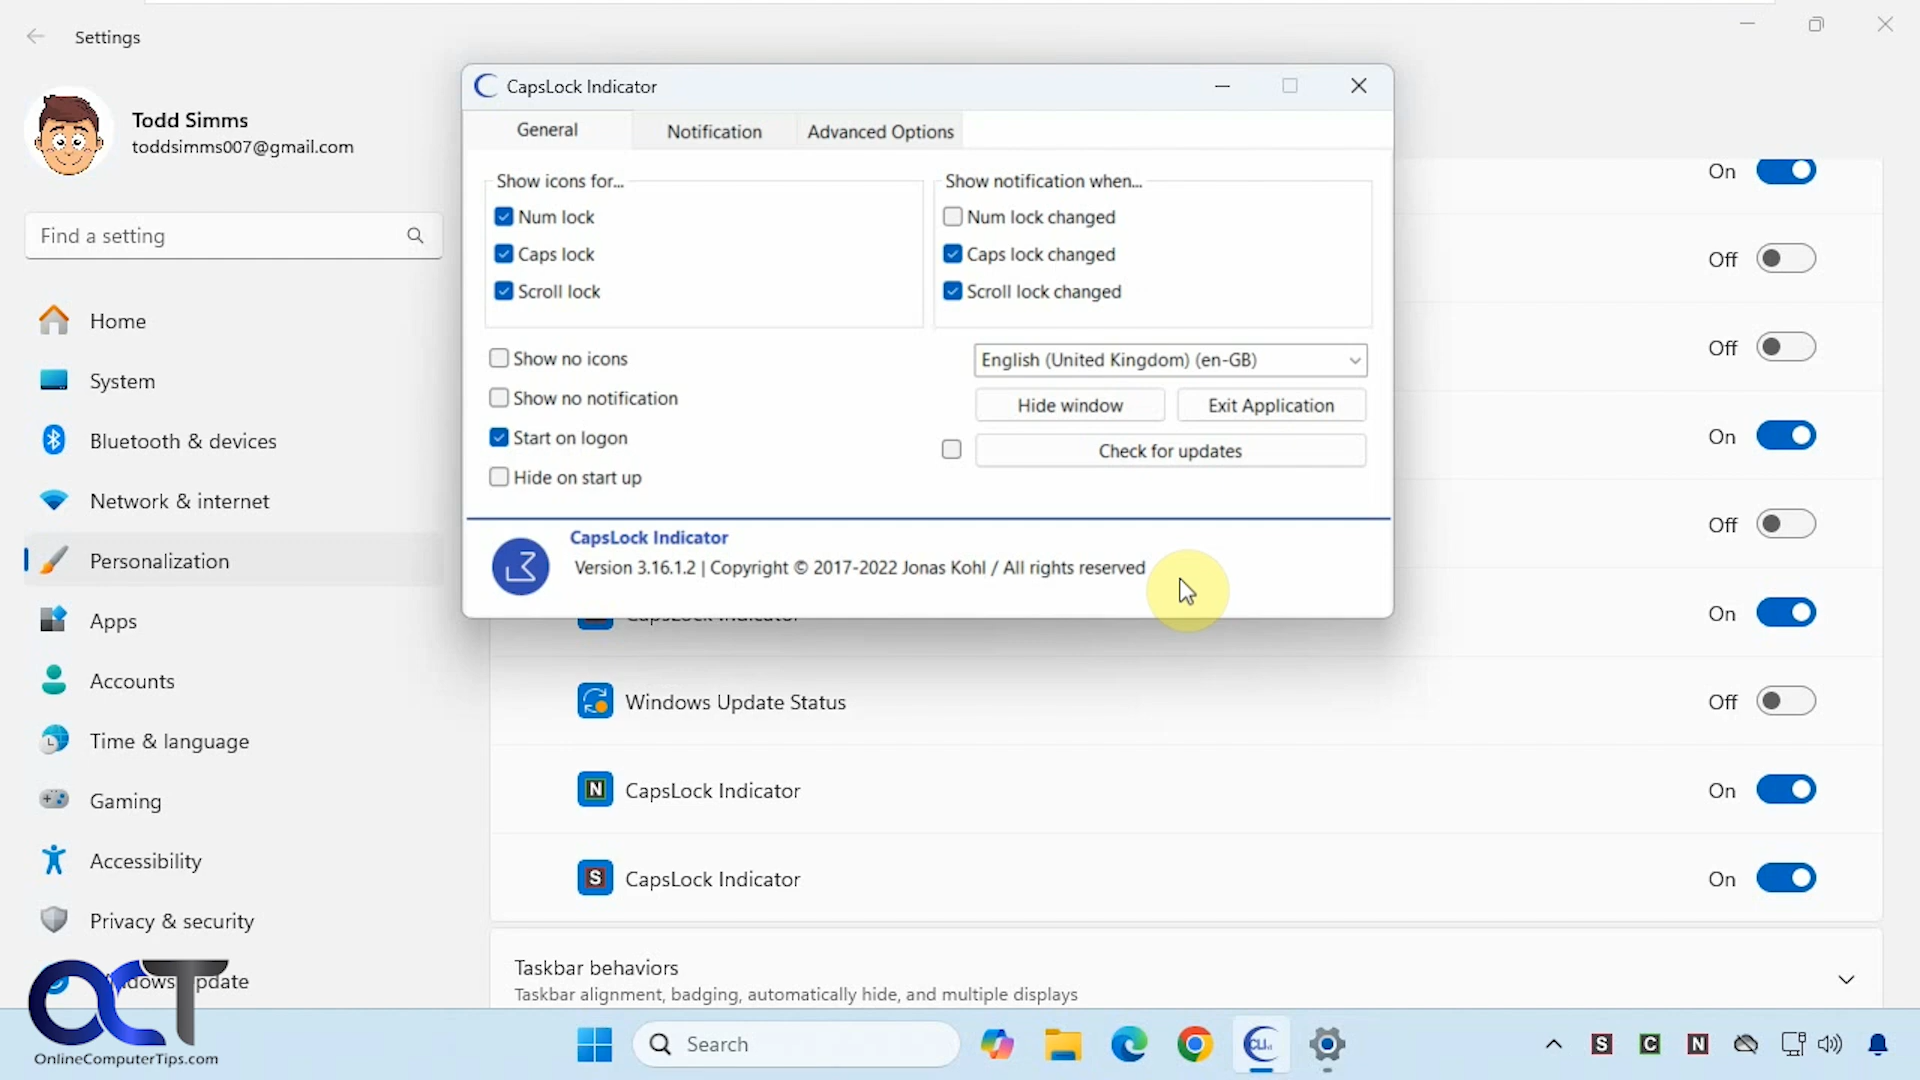 Settings
Todd Simms
toddsimms007@gmail.com
Find a setting
Home
System
Bluetooth & devices
Network & internet
Personalization
Apps
Accounts
Time & language
Gaming
Accessibility
Privacy & security
CapsLock Indicator
General
Notification
Advanced Options
Show icons for...
Num lock
Caps lock
Scroll lock
Show notification when...
Num lock changed
Caps lock changed
Scroll lock changed
Show no icons
Show no notification
Start on logon
Hide on start up
English (United Kingdom) (en-GB)
Hide window
Exit Application
Check for updates
CapsLock Indicator
Version 3.16.1.2 | Copyright © 2017-2022 Jonas Kohl / All rights reserved
On
Off
Off
On
Off
On
Windows Update Status
Off
N
CapsLock Indicator
On
S
CapsLock Indicator
On
Taskbar behaviors
Taskbar alignment, badging, automatically hide, and multiple displays
OCT
OnlineComputerTips.com
Search
S
C
N